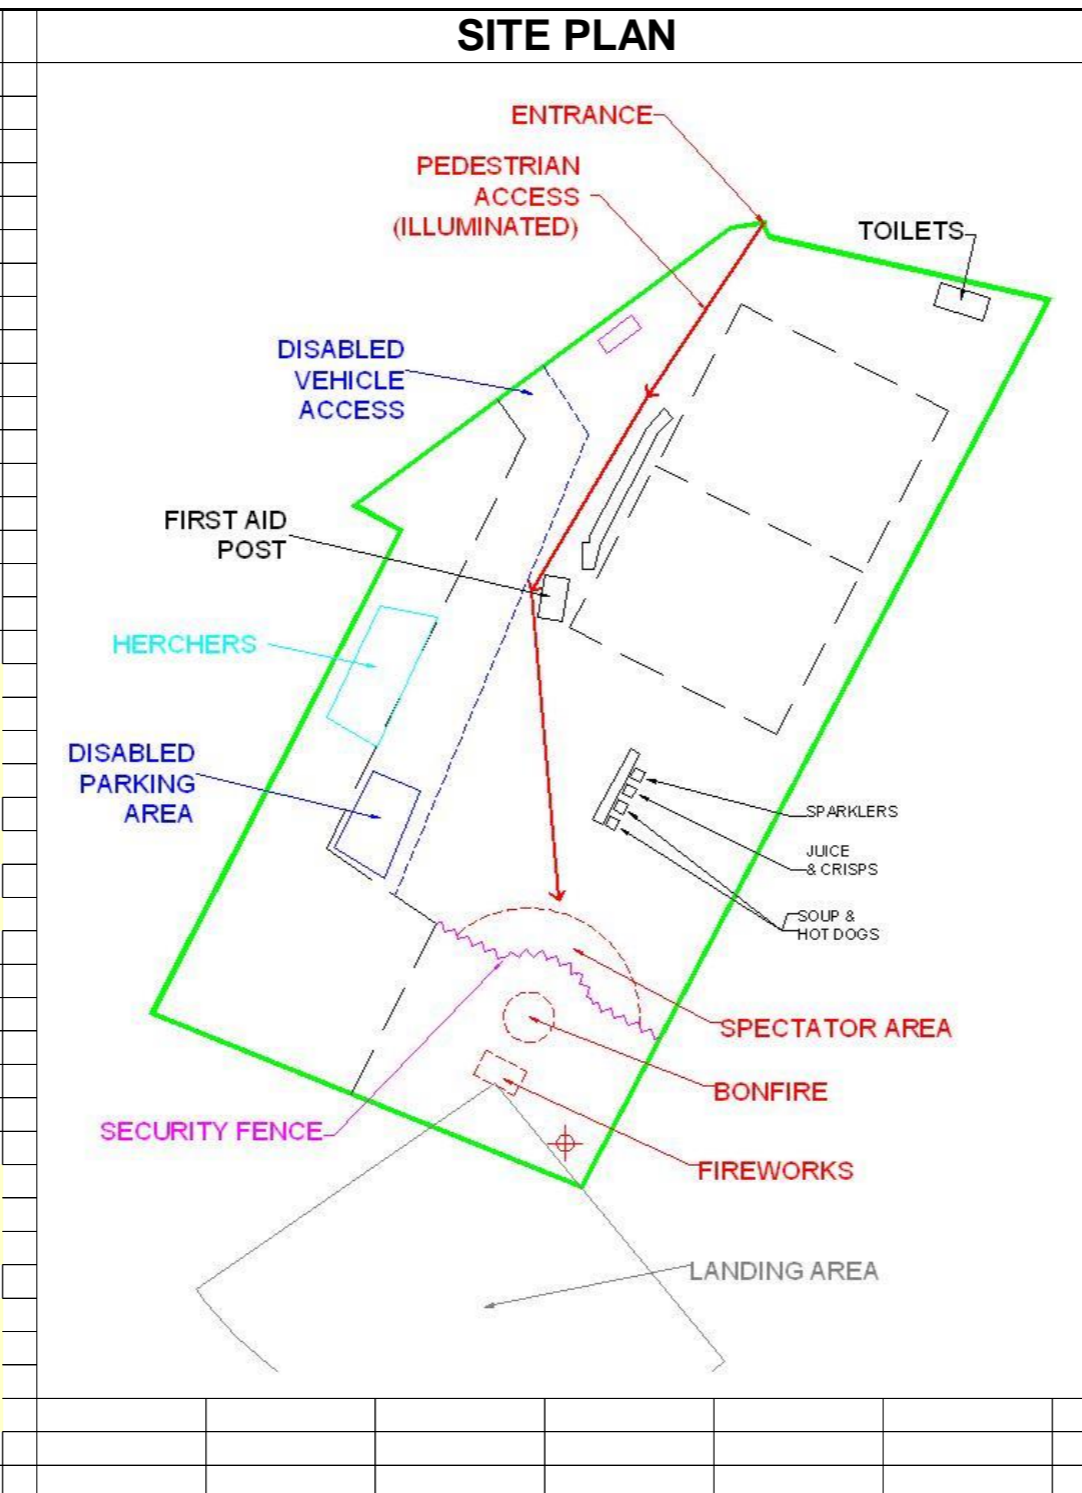 SITE PLAN
ENTRANCE
PEDESTRIAN
ACCESS
(ILLUMINATED)
TOILETS
DISABLED
VEHICLE
ACCESS
FIRST AID
POST
HERCHERS
DISABLED
PARKING
AREA
SPARKLERS
JUICE
& CRISPS
SOUP &
HOT DOGS
SPECTATOR AREA
BONFIRE
SECURITY FENCE
FIREWORKS
LANDING AREA